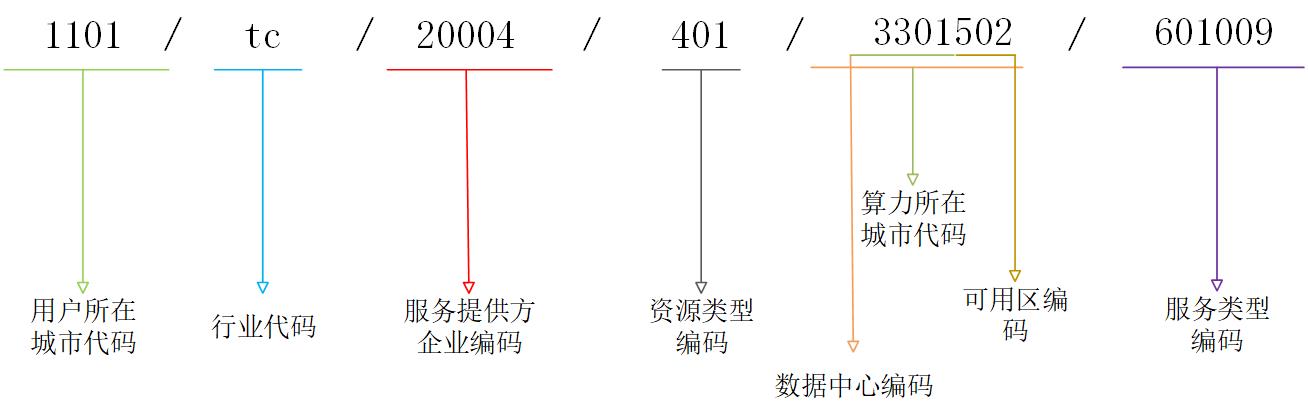 1101 / tc / 20004 / 401 / 3301502 / 601009
用户所在
城市代码
行业代码
服务提供方
企业编码
资源类型
编码
数据中心编码
算力所在
城市代码
可用区编
码
服务类型
编码